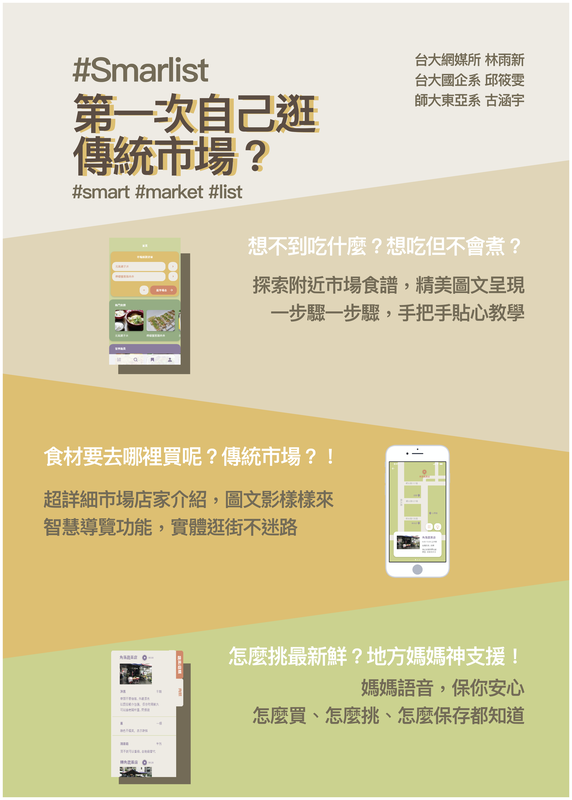 #Smarlist
第一次自己逛
傳統市場？
#smart #market #list
台大網媒所 林雨新
台大國企系 邱筱雯
師大東亞系 古涵宇
想不到吃什麼？想吃但不會煮？
探索附近市場食譜，精美圖文呈現
一步驟一步驟，手把手貼心教學
食材要去哪裡買呢？傳統市場？！
超詳細市場店家介紹，圖文影樣樣來
智慧導覽功能，實體逛街不迷路
怎麼挑最新鮮？地方媽媽神支援！
媽媽語音，保你安心
怎麼買、怎麼挑、怎麼保存都知道